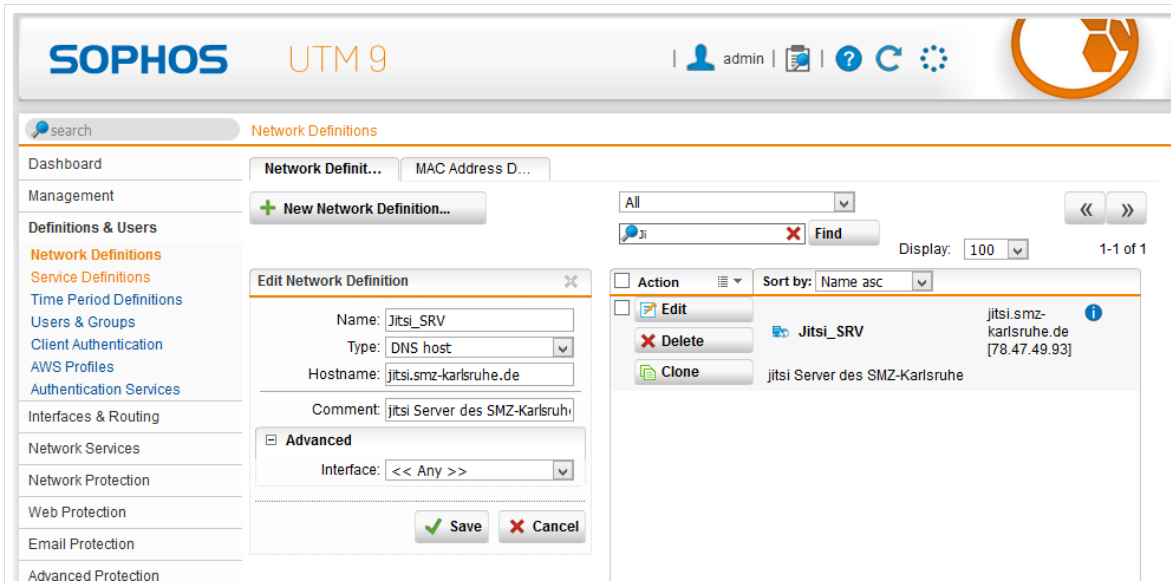 SOPHOS UTM 9
| admin | | ?
search
Network Definitions
Dashboard
Management
Definitions & Users
Network Definitions
Service Definitions
Time Period Definitions
Users & Groups
Client Authentication
AWS Profiles
Authentication Services
Interfaces & Routing
Network Services
Network Protection
Web Protection
Email Protection
Advanced Protection
Network Definit... MAC Address D...
New Network Definition...
All
Ji Find
Display: 100 1-1 of 1
Edit Network Definition
Name: Jitsi_SRV
Type: DNS host
Hostname: jitsi.smz-karlsruhe.de
Comment: jitsi Server des SMZ-Karlsruh
Advanced
Interface: << Any >>
Save Cancel
Action Sort by: Name asc
Edit
Delete
Clone
Jitsi_SRV
jitsi.smz-
karlsruhe.de
[78.47.49.93]
jitsi Server des SMZ-Karlsruhe